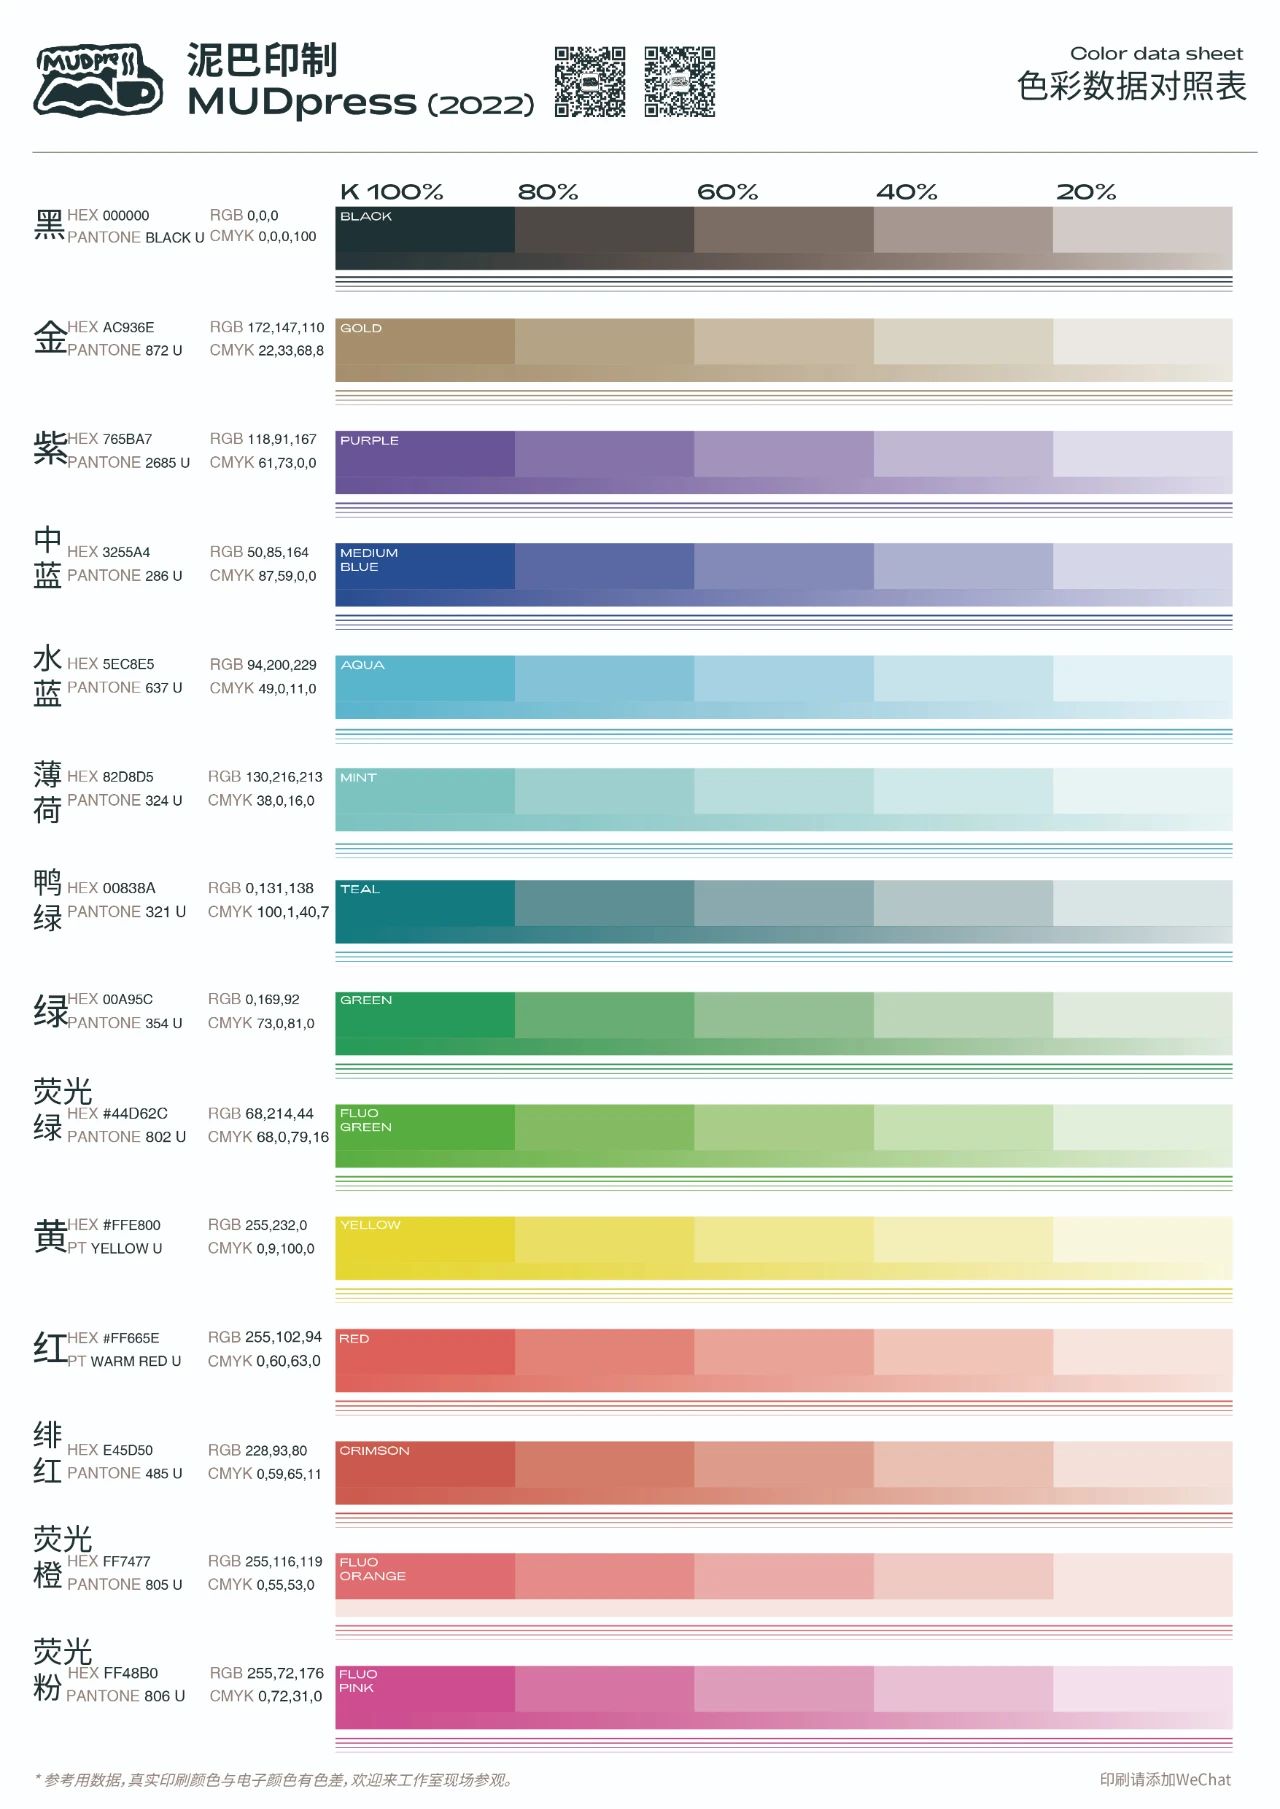 MUDpress
泥巴印制
MUDpress (2022)
Color data sheet
色彩数据对照表
K 100% 80% 60% 40% 20%
黑
HEX 000000 RGB 0,0,0
PANTONE BLACK U CMYK 0,0,0,100
BLACK
金
HEX AC936E RGB 172,147,110
PANTONE 872 U CMYK 22,33,68,8
GOLD
紫
HEX 765BA7 RGB 118,91,167
PANTONE 2685 U CMYK 61,73,0,0
PURPLE
中
蓝
HEX 3255A4 RGB 50,85,164
PANTONE 286 U CMYK 87,59,0,0
MEDIUM
BLUE
水
蓝
HEX 5EC8E5 RGB 94,200,229
PANTONE 637 U CMYK 49,0,11,0
AQUA
薄
荷
HEX 82D8D5 RGB 130,216,213
PANTONE 324 U CMYK 38,0,16,0
MINT
鸭
绿
HEX 00838A RGB 0,131,138
PANTONE 321 U CMYK 100,1,40,7
TEAL
绿
HEX 00A95C RGB 0,169,92
PANTONE 354 U CMYK 73,0,81,0
GREEN
荧光
绿
HEX #44D62C RGB 68,214,44
PANTONE 802 U CMYK 68,0,79,16
FLUO
GREEN
黄
HEX #FFE800 RGB 255,232,0
PT YELLOW U CMYK 0,9,100,0
YELLOW
红
HEX #FF665E RGB 255,102,94
PT WARM RED U CMYK 0,60,63,0
RED
绯
红
HEX E45D50 RGB 228,93,80
PANTONE 485 U CMYK 0,59,65,11
CRIMSON
荧光
橙
HEX FF7477 RGB 255,116,119
PANTONE 805 U CMYK 0,55,53,0
FLUO
ORANGE
荧光
粉
HEX FF48B0 RGB 255,72,176
PANTONE 806 U CMYK 0,72,31,0
FLUO
PINK
* 参考用数据，真实印刷颜色与电子颜色有色差，欢迎来工作室现场参观。
印刷请添加WeChat